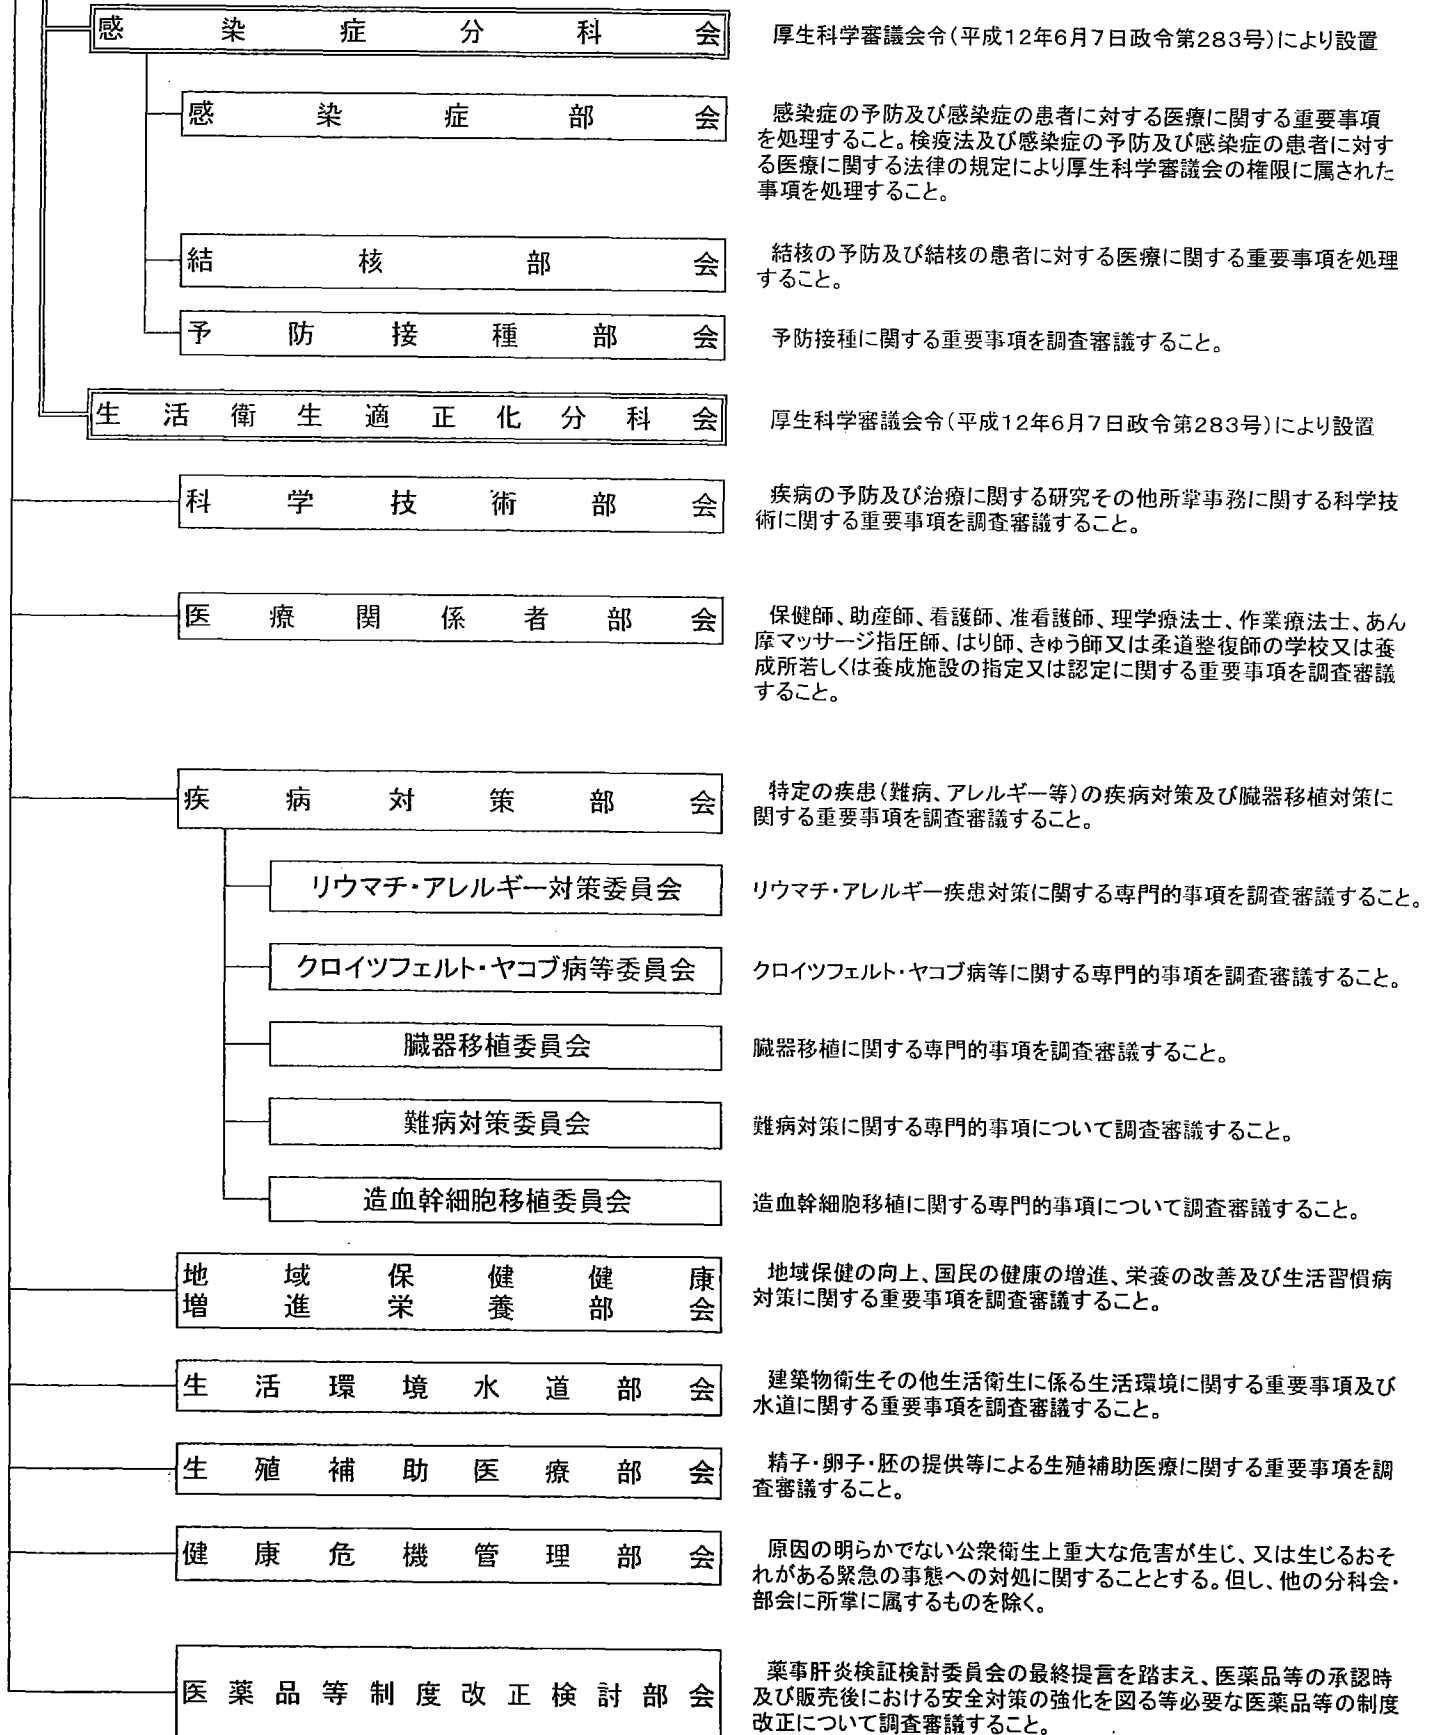 感染症分科会
厚生科学審議会令(平成12年6月7日政令第283号)により設置
感染症部会
感染症の予防及び感染症の患者に対する医療に関する重要事項
を処理すること。検疫法及び感染症の予防及び感染症の患者に対す
る医療に関する法律の規定により厚生科学審議会の権限に属された
事項を処理すること。
結核部会
結核の予防及び結核の患者に対する医療に関する重要事項を処理
すること。
予防接種部会
予防接種に関する重要事項を調査審議すること。
生活衛生適正化分科会
厚生科学審議会令(平成12年6月7日政令第283号)により設置
科学技術部会
疾病の予防及び治療に関する研究その他所掌事務に関する科学技
術に関する重要事項を調査審議すること。
医療関係者部会
保健師、助産師、看護師、准看護師、理学療法士、作業療法士、あん
摩マッサージ指圧師、はり師、きゅう師又は柔道整復師の学校又は養
成所若しくは養成施設の指定又は認定に関する重要事項を調査審議
すること。
疾病対策部会
特定の疾患(難病、アレルギー等)の疾病対策及び臓器移植対策に
関する重要事項を調査審議すること。
リウマチ・アレルギー対策委員会
リウマチ・アレルギー疾患対策に関する専門的事項を調査審議すること。
クロイツフェルト・ヤコブ病等委員会
クロイツフェルト・ヤコブ病等に関する専門的事項を調査審議すること。
臓器移植委員会
臓器移植に関する専門的事項を調査審議すること。
難病対策委員会
難病対策に関する専門的事項について調査審議すること。
造血幹細胞移植委員会
造血幹細胞移植に関する専門的事項について調査審議すること。
地域保健健康
増進栄養部会
地域保健の向上、国民の健康の増進、栄養の改善及び生活習慣病
対策に関する重要事項を調査審議すること。
生活環境水道部会
建築物衛生その他生活衛生に係る生活環境に関する重要事項及び
水道に関する重要事項を調査審議すること。
生殖補助医療部会
精子・卵子・胚の提供等による生殖補助医療に関する重要事項を調
査審議すること。
健康危機管理部会
原因の明らかでない公衆衛生上重大な危害が生じ、又は生じるおそ
れがある緊急の事態への対処に関することとする。但し、他の分科会・
部会に所掌に属するものを除く。
医薬品等制度改正検討部会
薬事肝炎検証検討委員会の最終提言を踏まえ、医薬品等の承認時
及び販売後における安全対策の強化を図る等必要な医薬品等の制度
改正について調査審議すること。